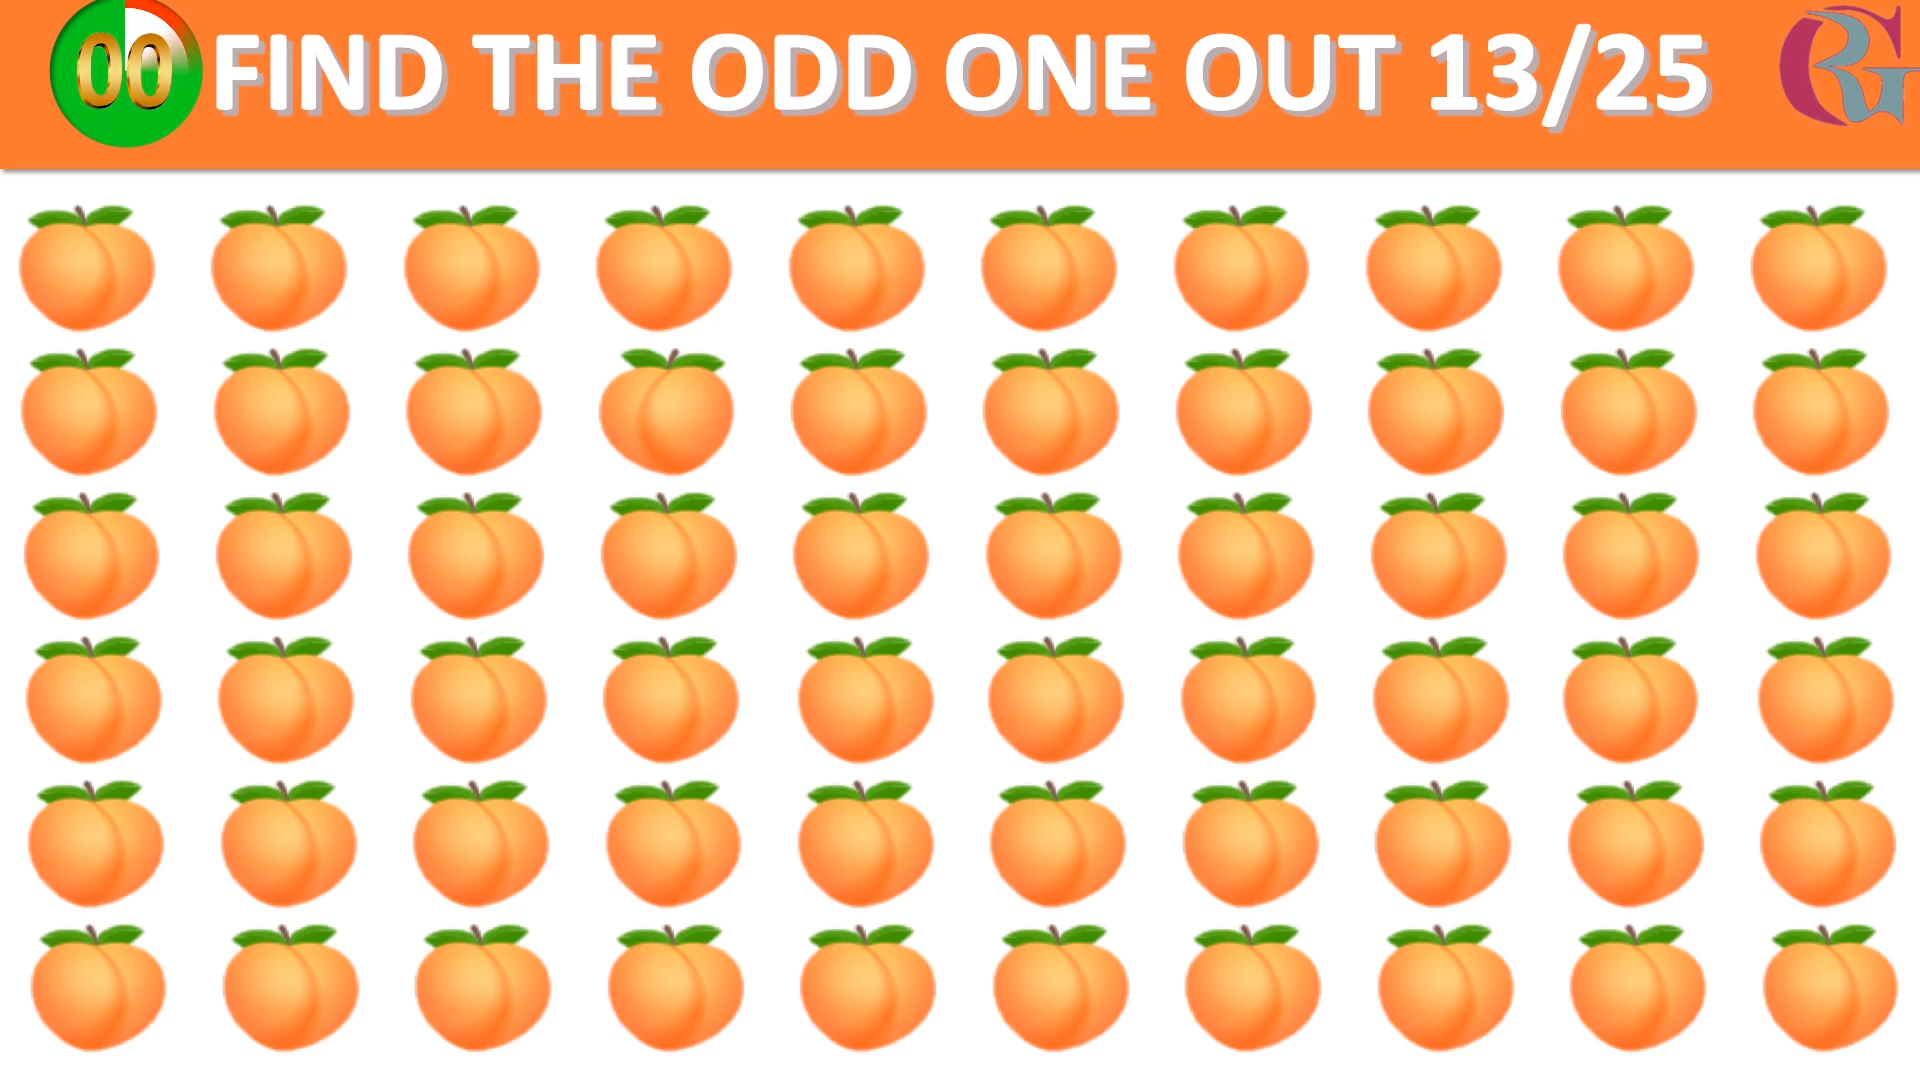 00 FIND THE ODD ONE OUT 13/25